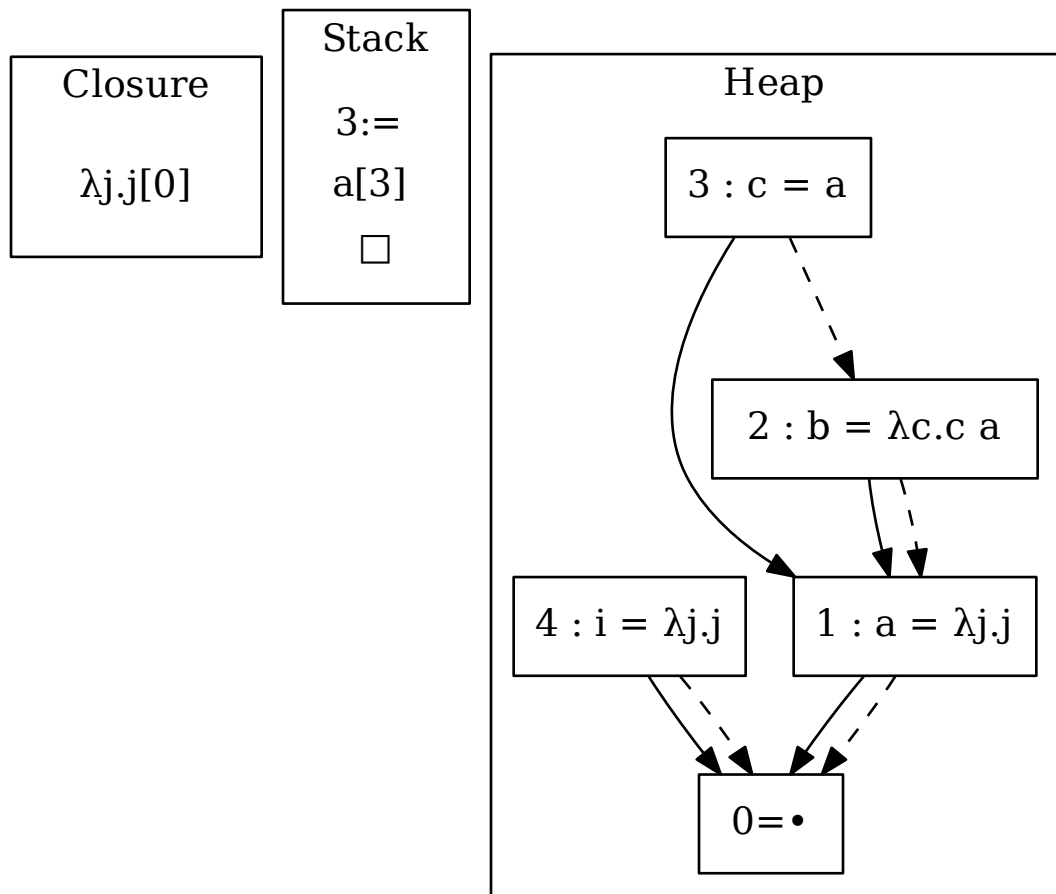 Closure
λj.j[0]
Stack
3:=
a[3]
□
Heap
3 : c = a
2 : b = λc.c a
4 : i = λj.j
1 : a = λj.j
0=•